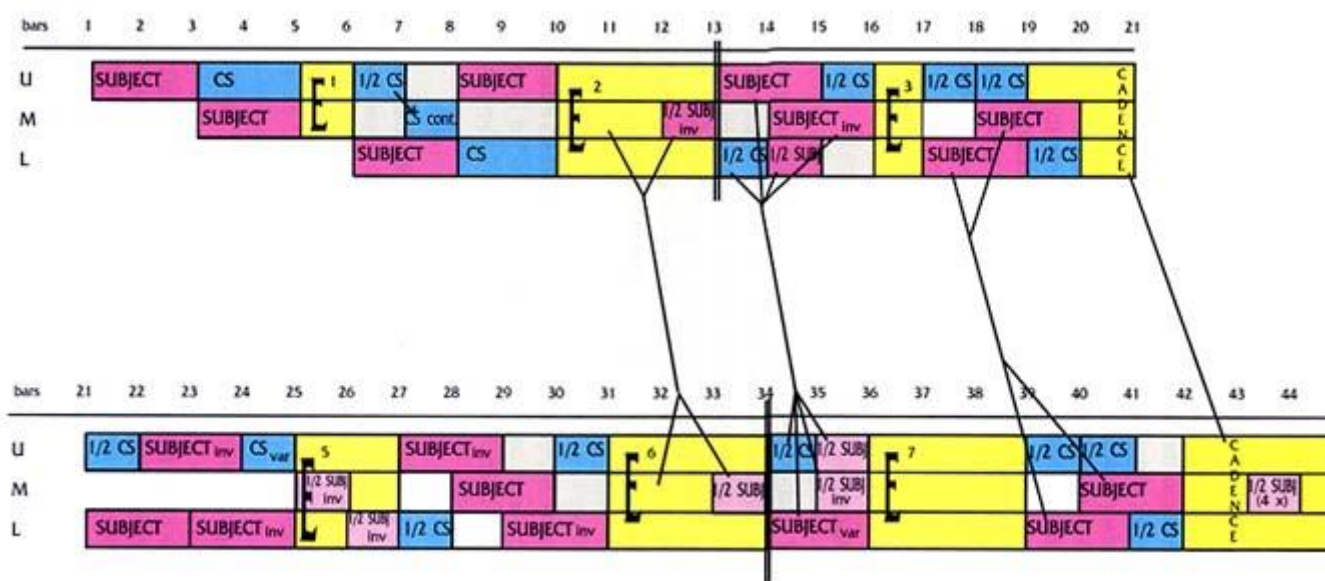 bars 1 2 3 4 5 6 7 8 9 10 11 12 13 14 15 16 17 18 19 20 21
U SUBJECT CS E 1 1/2 CS SUBJECT E 2 SUBJECT 1/2 CS E 3 1/2 CS 1/2 CS CADENCE
M SUBJECT CS cont. 1/2 SUBJ inv SUBJECT inv SUBJECT
L SUBJECT CS 1/2 CS 1/2 SUBJ SUBJECT 1/2 CS
bars 21 22 23 24 25 26 27 28 29 30 31 32 33 34 35 36 37 38 39 40 41 42 43 44
U 1/2 CS SUBJECT inv CS var E 5 SUBJECT inv 1/2 CS E 6 1/2 CS 1/2 SUBJ E 7 1/2 CS 1/2 CS CADENCE
M 1/2 SUBJ inv SUBJECT 1/2 SUBJ 1/2 SUBJ inv SUBJECT 1/2 SUBJ (4 x)
L SUBJECT SUBJECT inv 1/2 SUBJ inv 1/2 CS SUBJECT inv SUBJECT var SUBJECT 1/2 CS